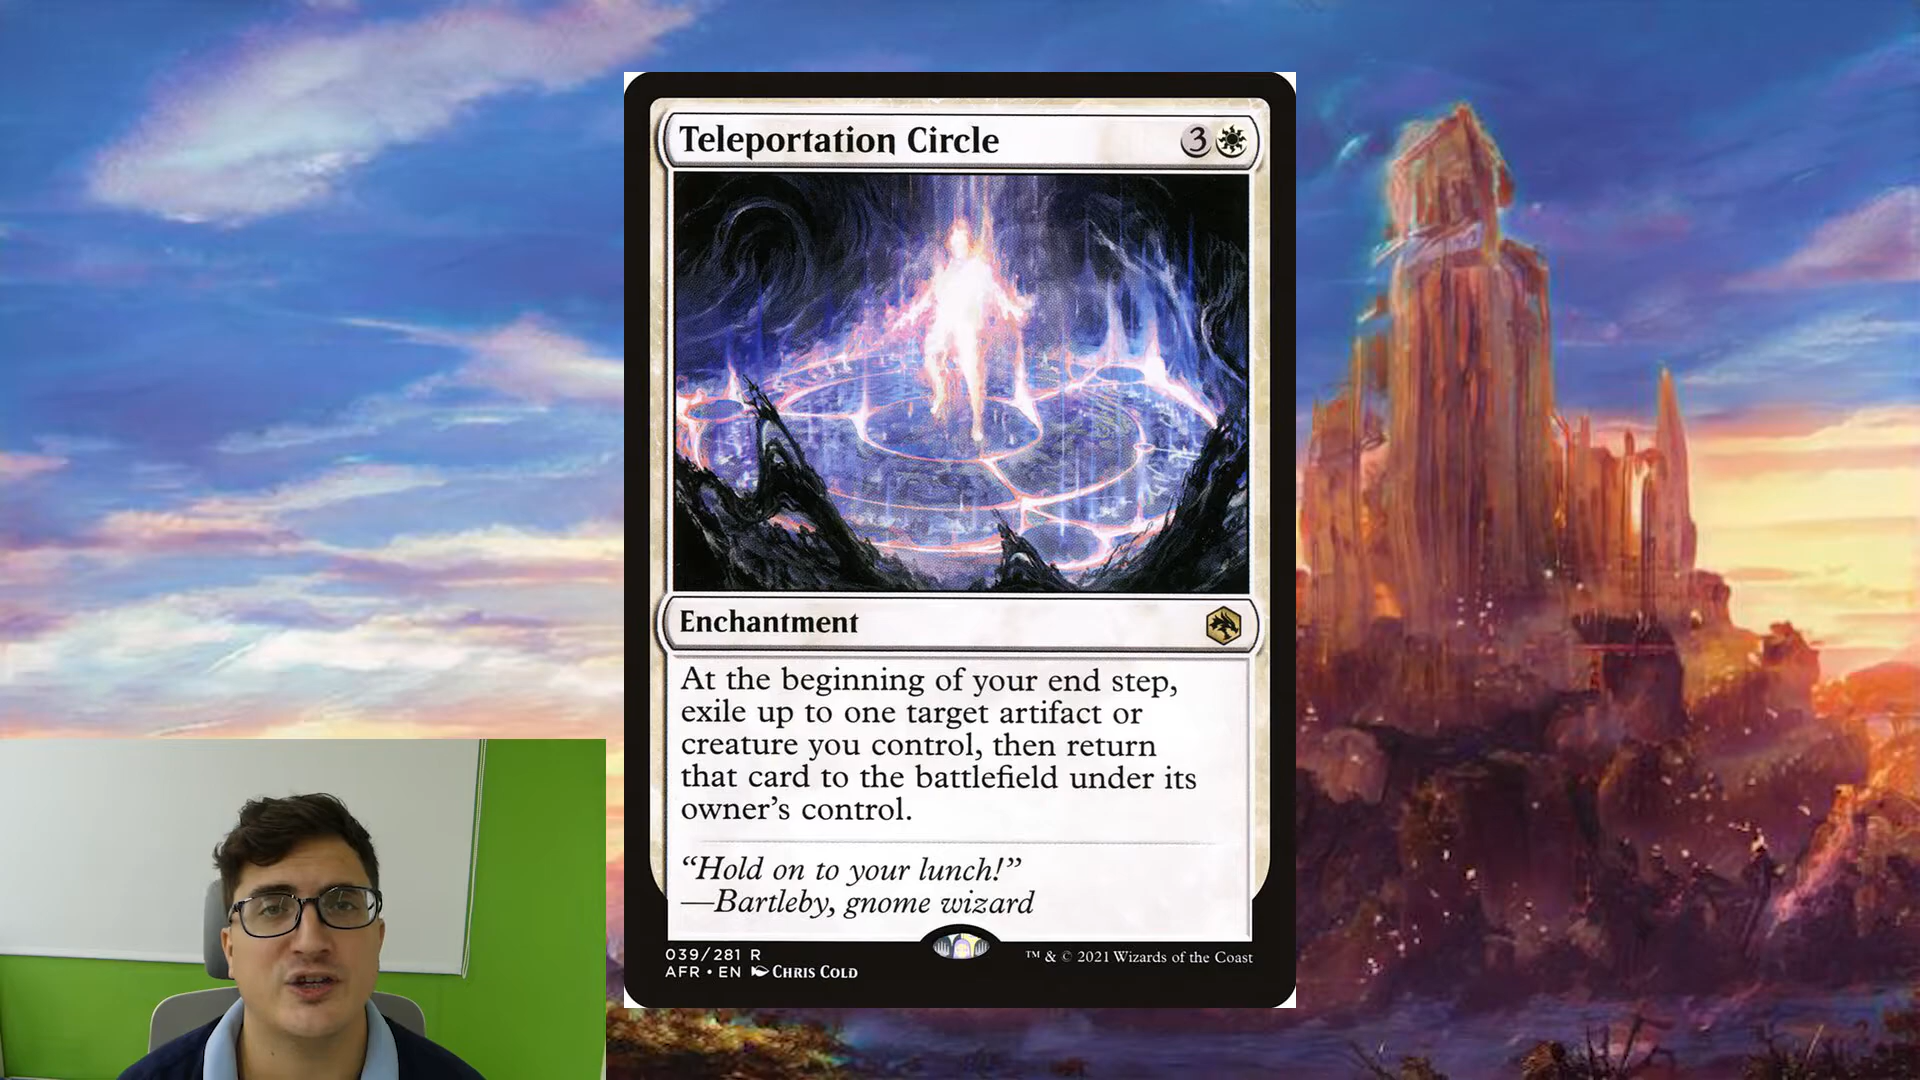 Teleportation Circle 3
Enchantment
At the beginning of your end step,
exile up to one target artifact or
creature you control, then return
that card to the battlefield under its
owner's control.
“Hold on to your lunch!”
—Bartleby, gnome wizard
039/281 R
AFR • EN Chris Cold
™ & © 2021 Wizards of the Coast